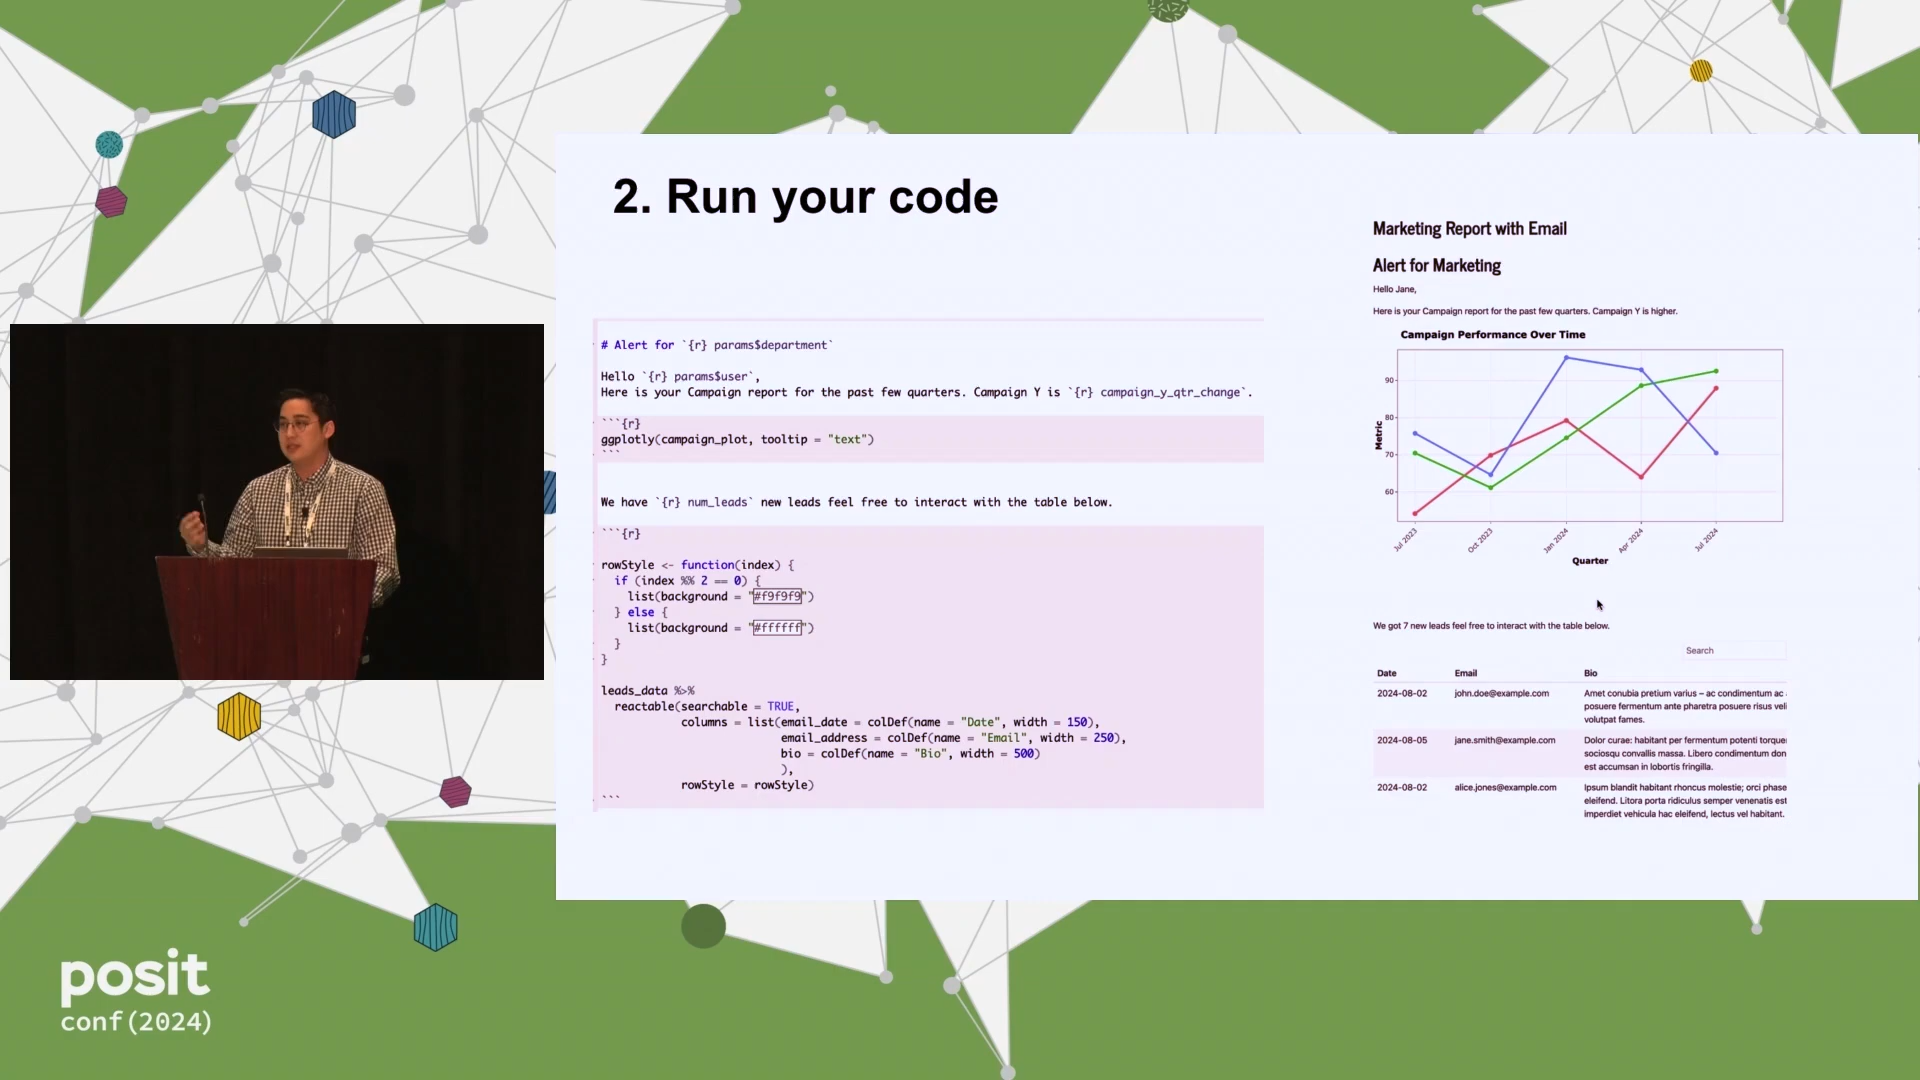 2. Run your code
# Alert for `{r} params$department`
Hello `{r} params$user`,
Here is your Campaign report for the past few quarters. Campaign Y is `{r} campaign_y_qtr_change`.
```{r}
ggplotly(campaign_plot, tooltip = "text")
```
We have `{r} num_leads` new leads feel free to interact with the table below.
```{r}
rowStyle <- function(index) {
if (index %% 2 == 0) {
list(background = "#f9f9f9")
} else {
list(background = "#ffffff")
}
}
leads_data %>%
reactable(searchable = TRUE,
columns = list(email_date = colDef(name = "Date", width = 150),
email_address = colDef(name = "Email", width = 250),
bio = colDef(name = "Bio", width = 500)
),
rowStyle = rowStyle)
```
Marketing Report with Email
Alert for Marketing
Hello Jane,
Here is your Campaign report for the past few quarters. Campaign Y is higher.
Campaign Performance Over Time
90
80
70
60
Metric
Jul 2023
Oct 2023
Jan 2024
Apr 2024
Jul 2024
Quarter
We got 7 new leads feel free to interact with the table below.
Search
Date Email Bio
2024-08-02 john.doe@example.com Amet conubia pretium varius – ac condimentum ac
posuere fermentum ante pharetra posuere risus veli
volutpat fames.
2024-08-05 jane.smith@example.com Dolor curae: habitant per fermentum potenti torque
sociosqu convallis massa. Libero condimentum don
est accumsan in lobortis fringilla.
2024-08-02 alice.jones@example.com Ipsum blandit habitant rhoncus molestie; orci phase
eleifend. Litora porta ridiculus semper venenatis est
imperdiet vehicula hac eleifend, lectus vel habitant.
posit
conf(2024)